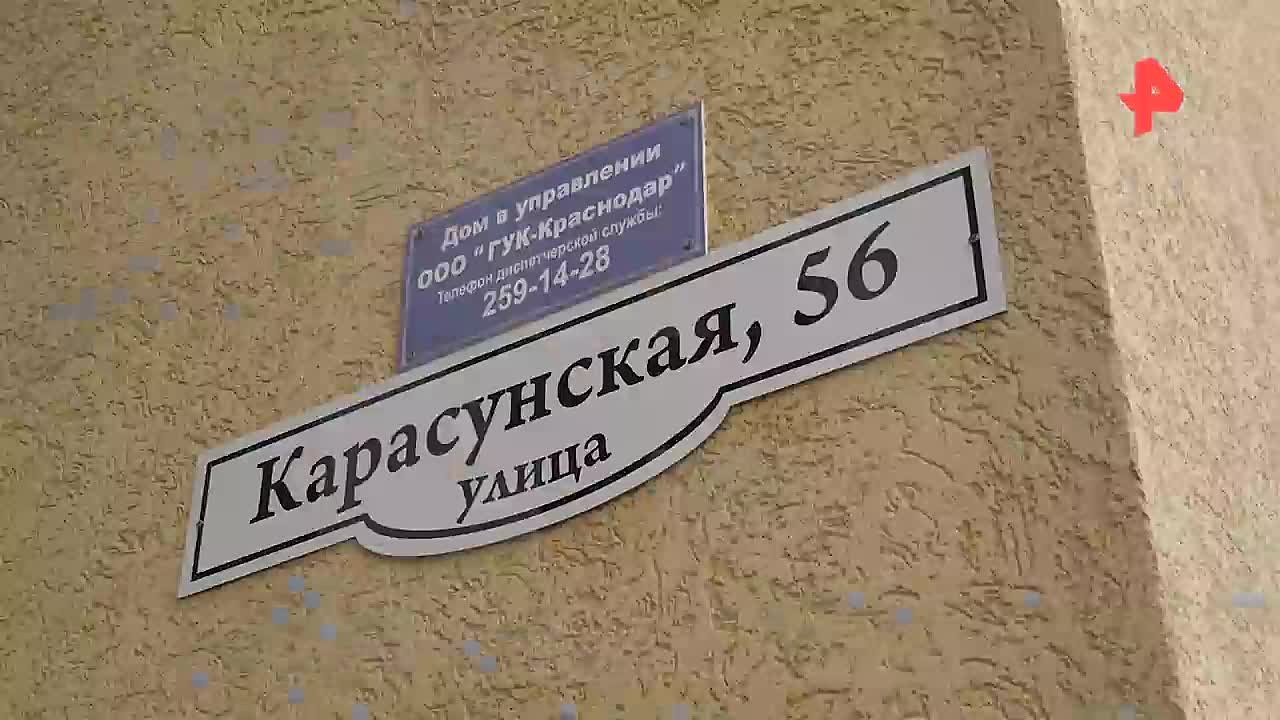 Дом в управлении
ООО "ГУК-Краснодар"
Телефон диспетчерской службы:
259-14-28
Карасунская, 56
улица